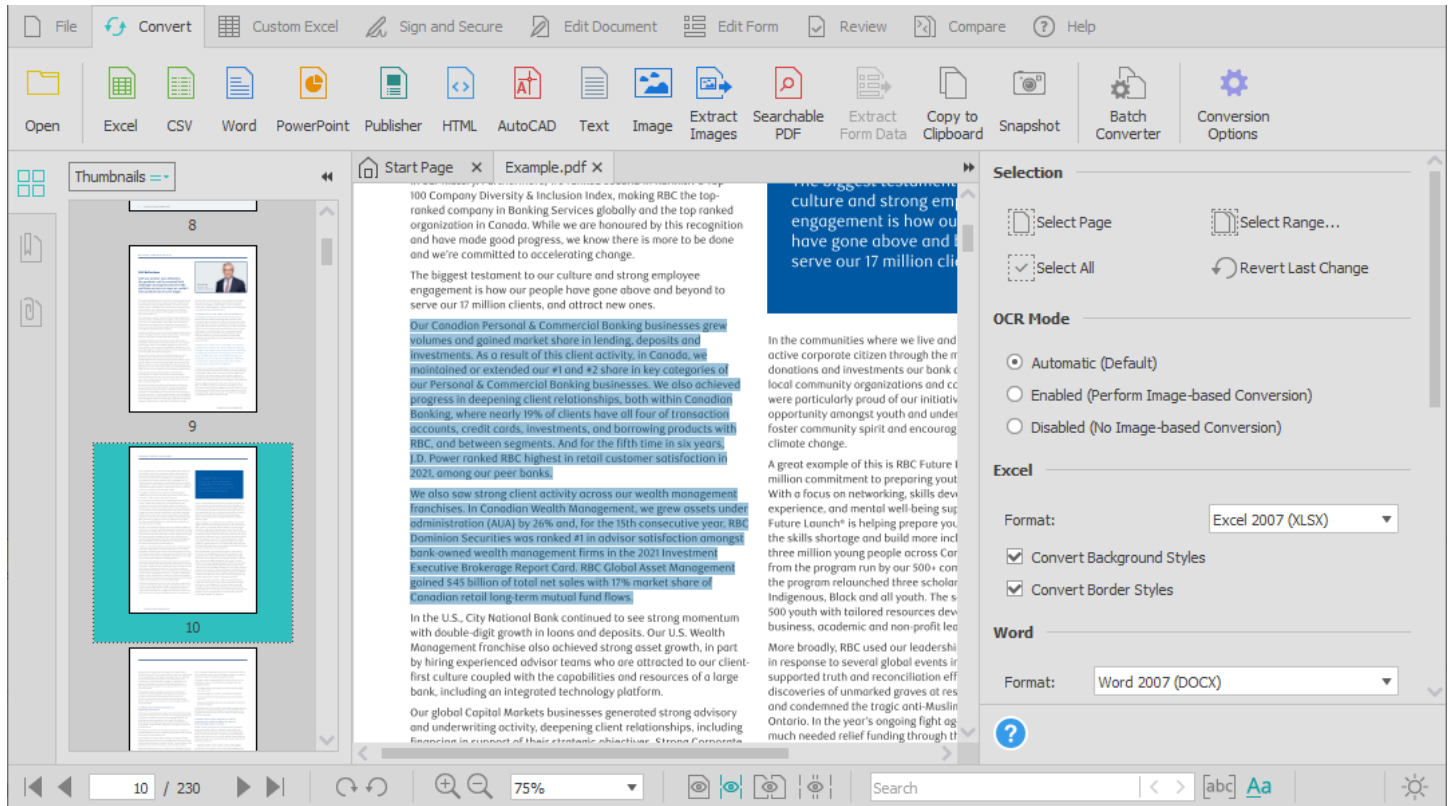 File Convert Custom Excel Sign and Secure Edit Document Edit Form Review Compare Help
Open Excel CSV Word PowerPoint Publisher HTML AutoCAD Text Image Extract Images Searchable PDF Extract Form Data Copy to Clipboard Snapshot Batch Converter Conversion Options
Thumbnails
8
9
10
Start Page Example.pdf
100 Company Diversity & Inclusion Index, making RBC the top-
ranked company in Banking Services globally and the top ranked
organization in Canada. While we are honoured by this recognition
and have made good progress, we know there is more to be done
and we're committed to accelerating change.
The biggest testament to our culture and strong employee
engagement is how our people have gone above and beyond to
serve our 17 million clients, and attract new ones.
Our Canadian Personal & Commercial Banking businesses grew
volumes and gained market share in lending, deposits and
investments. As a result of this client activity, in Canada, we
maintained or extended our #1 and #2 share in key categories of
our Personal & Commercial Banking businesses. We also achieved
progress in deepening client relationships, both within Canadian
Banking, where nearly 19% of clients have all four of transaction
accounts, credit cards, investments, and borrowing products with
RBC, and between segments. And for the fifth time in six years,
J.D. Power ranked RBC highest in retail customer satisfaction in
2021, among our peer banks.
We also saw strong client activity across our wealth management
franchises. In Canadian Wealth Management, we grew assets under
administration (AUA) by 26% and, for the 15th consecutive year, RBC
Dominion Securities was ranked #1 in advisor satisfaction amongst
bank-owned wealth management firms in the 2021 Investment
Executive Brokerage Report Card. RBC Global Asset Management
gained $45 billion of total net sales with 17% market share of
Canadian retail long-term mutual fund flows.
In the U.S., City National Bank continued to see strong momentum
with double-digit growth in loans and deposits. Our U.S. Wealth
Management franchise also achieved strong asset growth, in part
by hiring experienced advisor teams who are attracted to our client-
first culture coupled with the capabilities and resources of a large
bank, including an integrated technology platform.
Our global Capital Markets businesses generated strong advisory
and underwriting activity, deepening client relationships, including
financing in support of their strategic objectives. Strong Corporate
The biggest testament
culture and strong em
engagement is how ou
have gone above and
serve our 17 million clie
In the communities where we live and
active corporate citizen through the m
donations and investments our bank
local community organizations and co
were particularly proud of our initiativ
opportunity amongst youth and under
foster community spirit and encourag
climate change.
A great example of this is RBC Future
million commitment to preparing yout
With a focus on networking, skills deve
experience, and mental well-being sup
Future Launch® is helping prepare you
the skills shortage and build more incl
three million young people across Can
from the program run by our 500+ com
the program relaunched three scholar
Indigenous, Black and all youth. The s
500 youth with tailored resources deve
business, academic and non-profit lea
More broadly, RBC used our leadershi
in response to several global events in
supported truth and reconciliation eff
discoveries of unmarked graves at res
and condemned the tragic anti-Muslim
Ontario. In the year's ongoing fight ag
much needed relief funding through th
Selection
Select Page Select Range...
Select All Revert Last Change
OCR Mode
Automatic (Default)
Enabled (Perform Image-based Conversion)
Disabled (No Image-based Conversion)
Excel
Format: Excel 2007 (XLSX)
Convert Background Styles
Convert Border Styles
Word
Format: Word 2007 (DOCX)
10 / 230 75% Search abc Aa